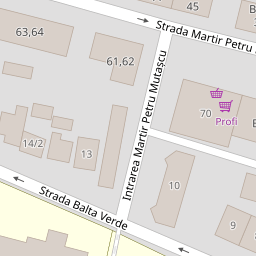 45
Strada Martir Petru
63,64
61,62
Intrarea Martir Petru Mutașcu
70
Profi
14/2
13
10
Strada Balta Verde
9
8